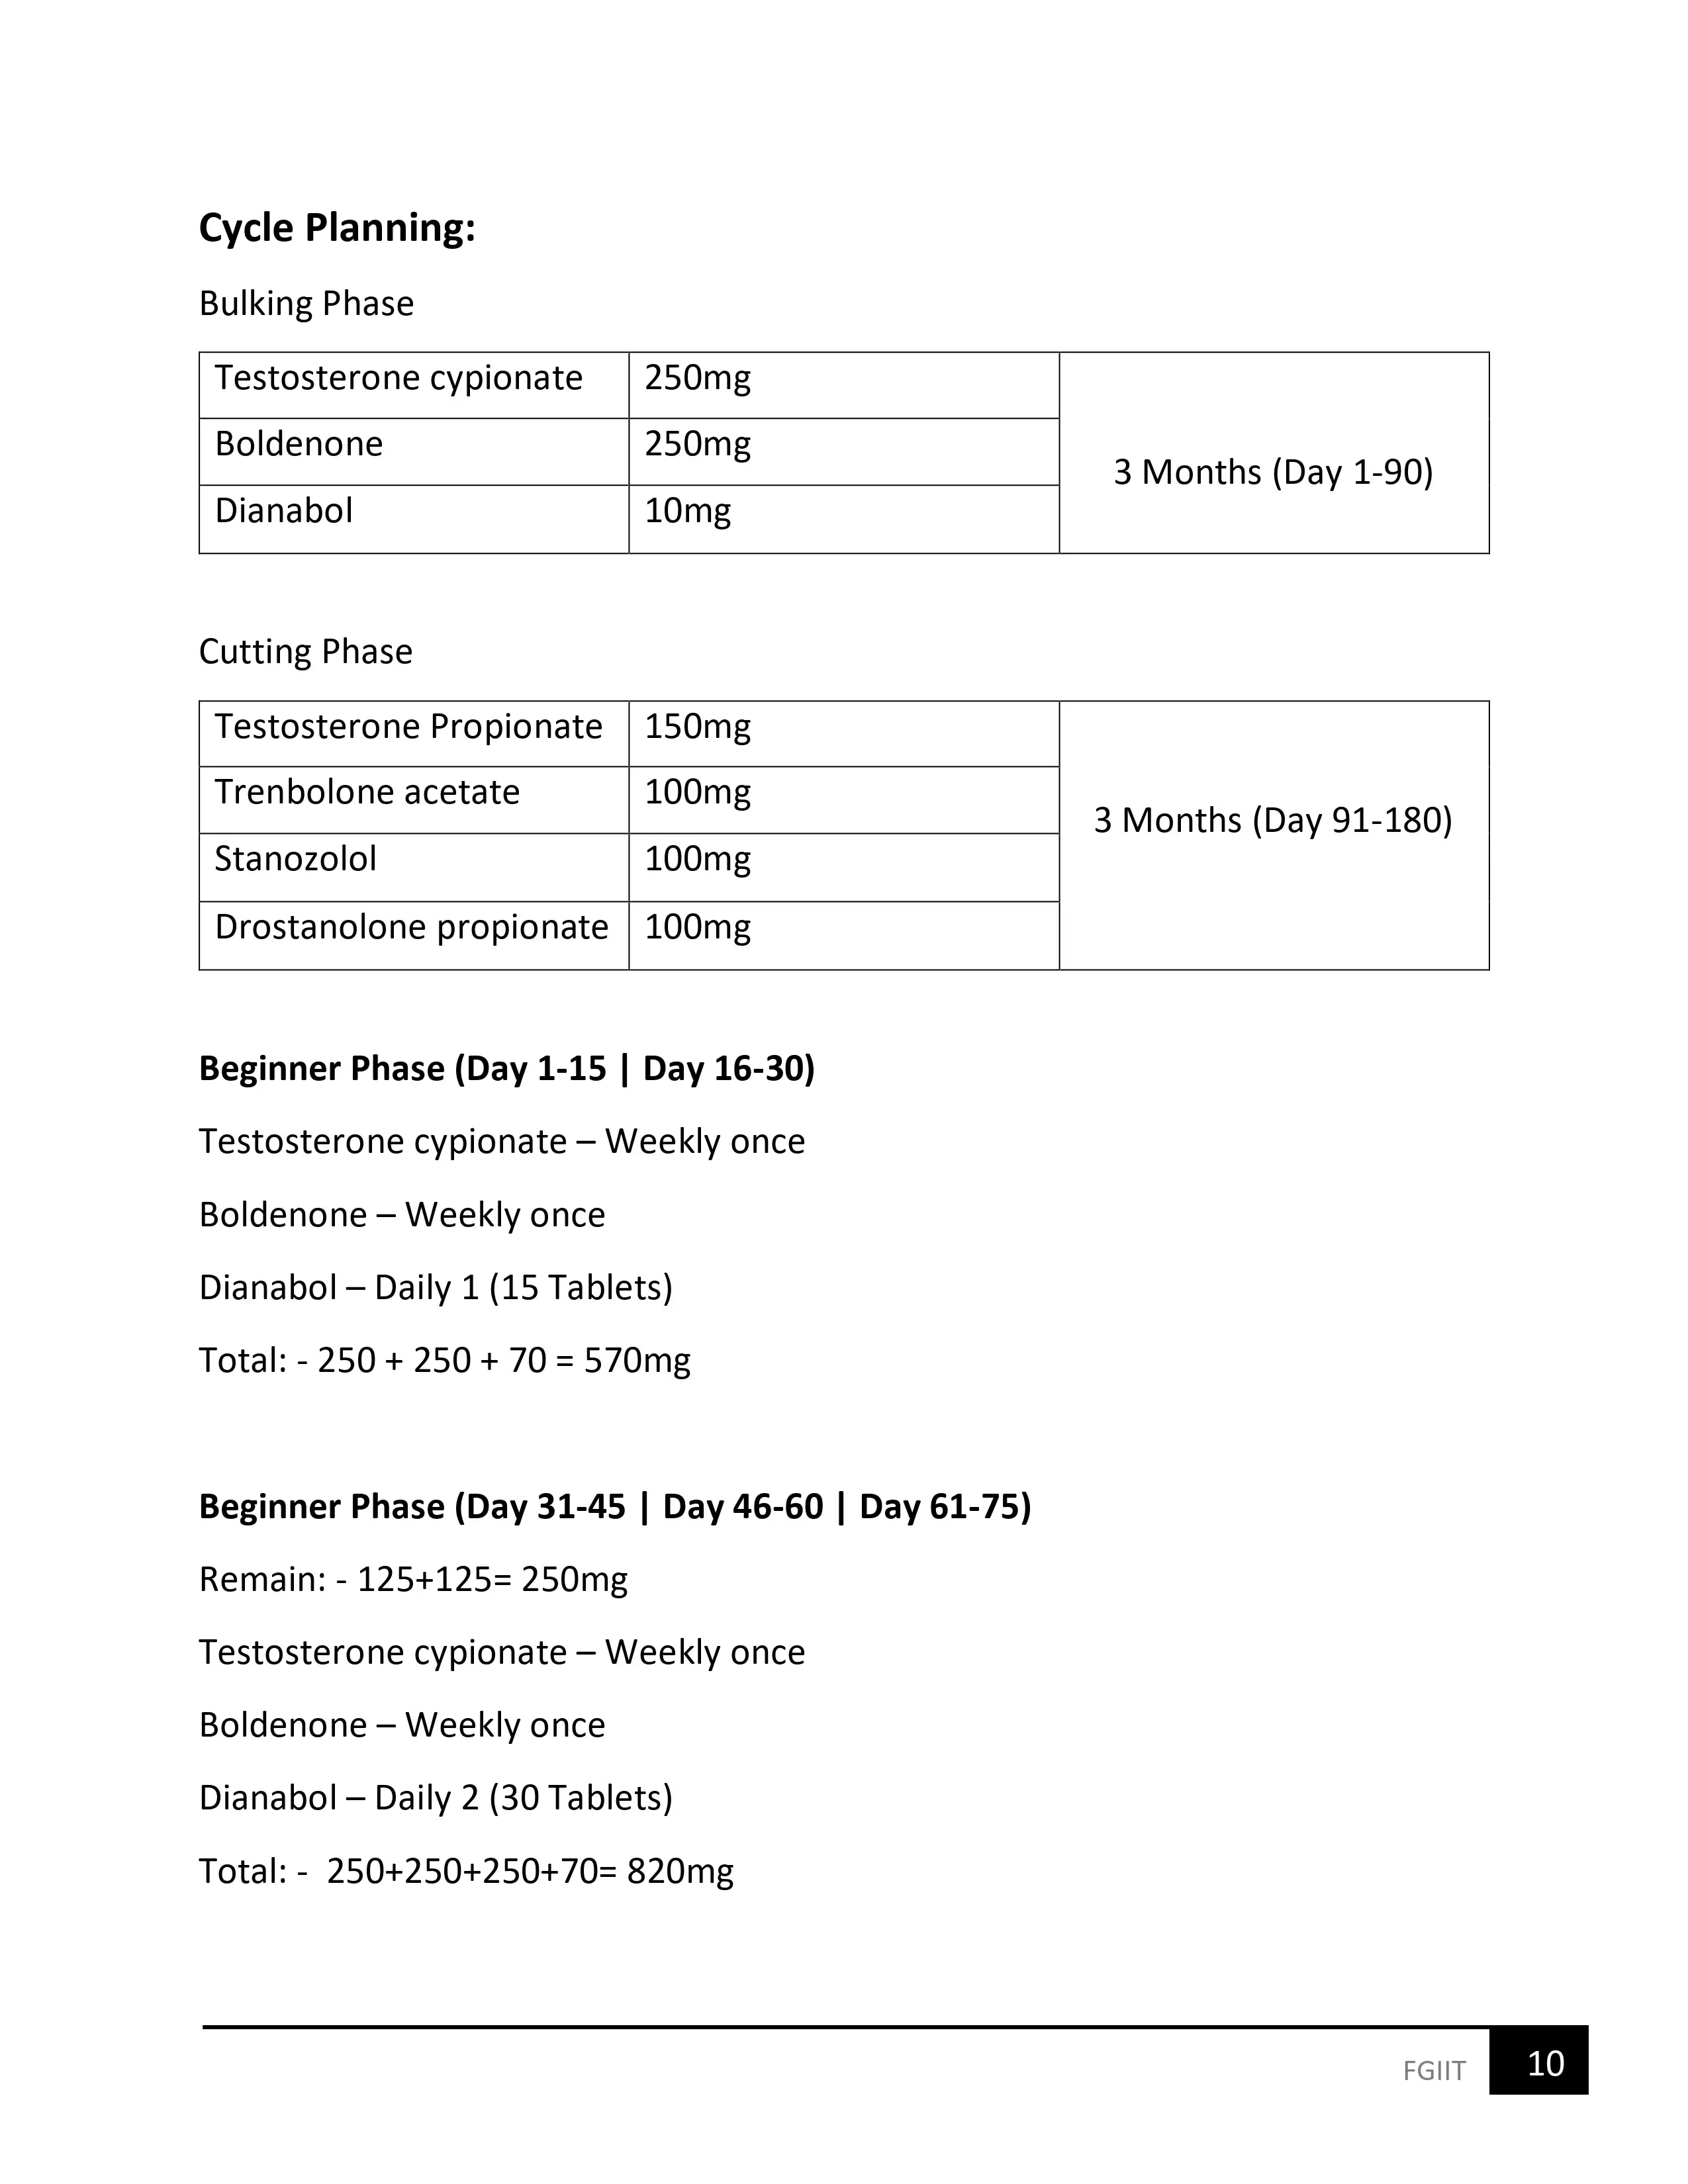 Cycle Planning:
Bulking Phase
Testosterone cypionate 250mg
Boldenone 250mg
3 Months (Day 1-90)
Dianabol 10mg
Cutting Phase
Testosterone Propionate 150mg
Trenbolone acetate 100mg
3 Months (Day 91-180)
Stanozolol 100mg
Drostanolone propionate 100mg
Beginner Phase (Day 1-15 | Day 16-30)
Testosterone cypionate – Weekly once
Boldenone – Weekly once
Dianabol – Daily 1 (15 Tablets)
Total: - 250 + 250 + 70 = 570mg
Beginner Phase (Day 31-45 | Day 46-60 | Day 61-75)
Remain: - 125+125= 250mg
Testosterone cypionate – Weekly once
Boldenone – Weekly once
Dianabol – Daily 2 (30 Tablets)
Total: -  250+250+250+70= 820mg
FGIIT 10